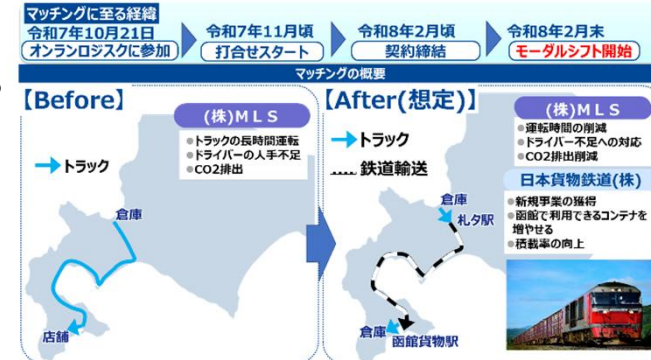 マッチングに至る経緯
令和7年10月21日
オンランロジスクに参加
令和7年11月頃
打合せスタート
令和8年2月頃
契約締結
令和8年2月末
モーダルシフト開始
マッチングの概要
【Before】
(株)MLS
●トラックの長時間運転
●ドライバーの人手不足
●CO2排出
トラック
倉庫
店舗
【After(想定)】
(株)MLS
●運転時間の削減
●ドライバー不足への対応
●CO2排出削減
トラック
鉄道輸送
日本貨物鉄道(株)
●新規事業の獲得
●函館で利用できるコンテナを
増やせる
●積載率の向上
倉庫
札夕駅
倉庫
函館貨物駅